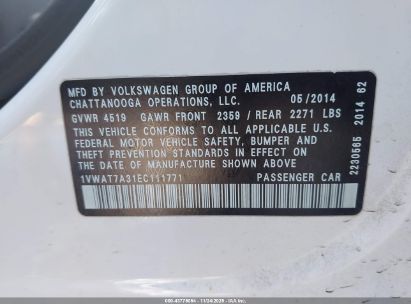 MFD BY VOLKSWAGEN GROUP OF AMERICA
CHATTANOOGA OPERATIONS, LLC. 05/2014
GVWR 4519 GAWR FRONT 2359 / REAR 2271 LBS
THIS VEHICLE CONFORMS TO ALL APPLICABLE U.S.
FEDERAL MOTOR VEHICLE SAFETY, BUMPER AND
THEFT PREVENTION STANDARDS IN EFFECT ON
THE DATE OF MANUFACTURE SHOWN ABOVE
1VWAT7A31EC111771 PASSENGER CAR
2230565 2014 62